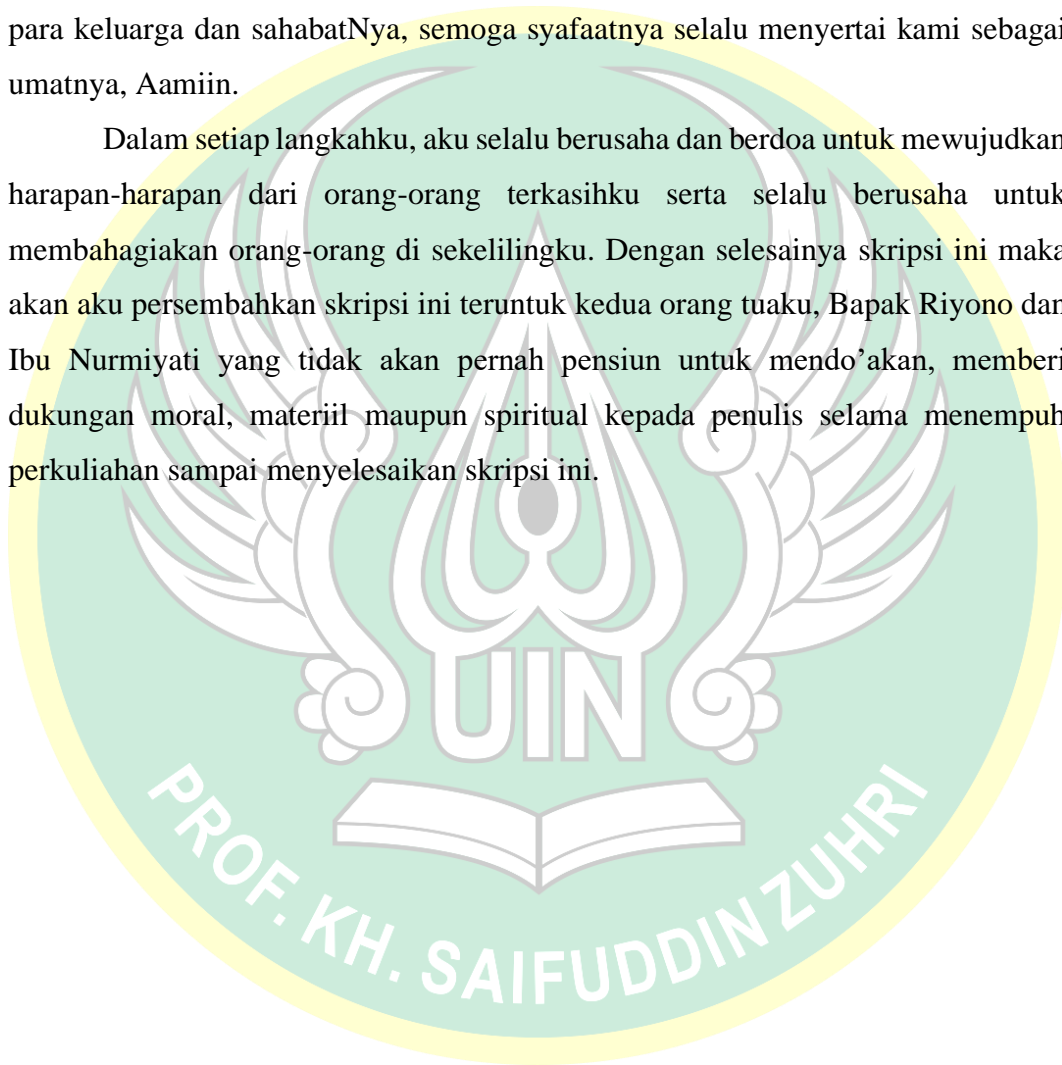 para keluarga dan sahabatNya, semoga syafaatnya selalu menyertai kami sebagai
umatnya, Aamiin.
Dalam setiap langkahku, aku selalu berusaha dan berdoa untuk mewujudkan
harapan-harapan dari orang-orang terkasihku serta selalu berusaha untuk
membahagiakan orang-orang di sekelilingku. Dengan selesainya skripsi ini maka
akan aku persembahkan skripsi ini teruntuk kedua orang tuaku, Bapak Riyono dan
Ibu Nurmiyati yang tidak akan pernah pensiun untuk mendo’akan, memberi
dukungan moral, materiil maupun spiritual kepada penulis selama menempuh
perkuliahan sampai menyelesaikan skripsi ini.
UIN
PROF. KH. SAIFUDDIN ZUHRI